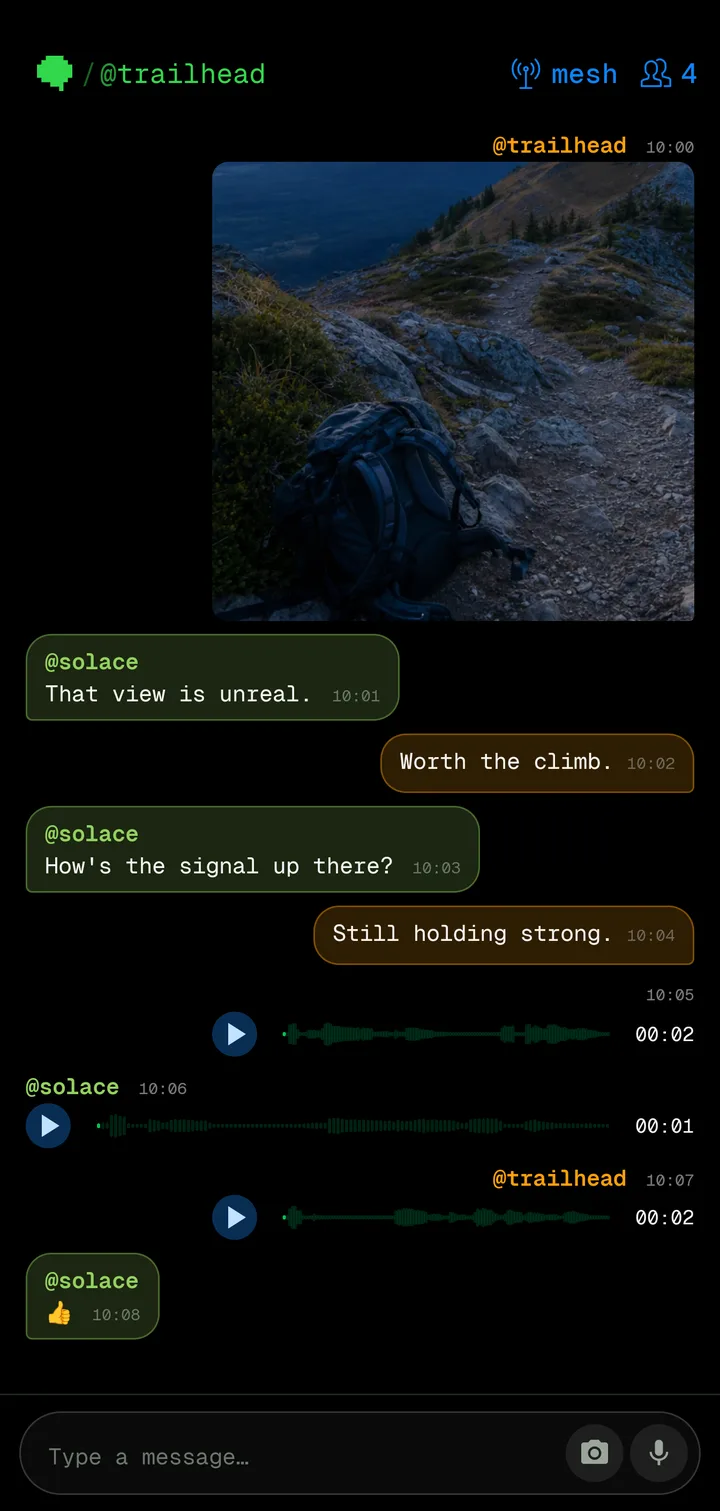 /@trailhead
mesh 4
@trailhead 10:00
@solace
That view is unreal. 10:01
Worth the climb. 10:02
@solace
How's the signal up there? 10:03
Still holding strong. 10:04
10:05
00:02
@solace 10:06
00:01
@trailhead 10:07
00:02
@solace
👍 10:08
Type a message…